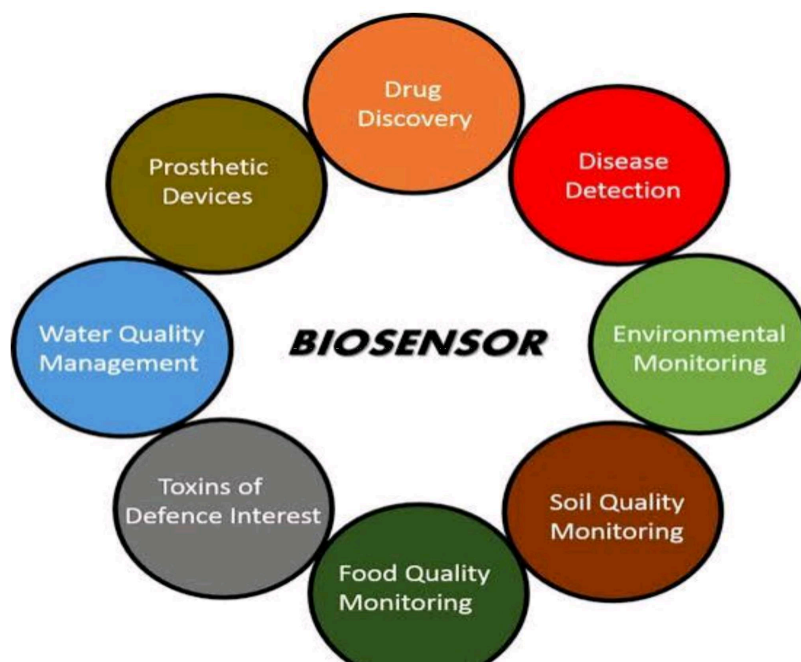 Drug
Discovery
Disease
Detection
Environmental
Monitoring
Soil Quality
Monitoring
Food Quality
Monitoring
Toxins of
Defence Interest
Water Quality
Management
Prosthetic
Devices
BIOSENSOR